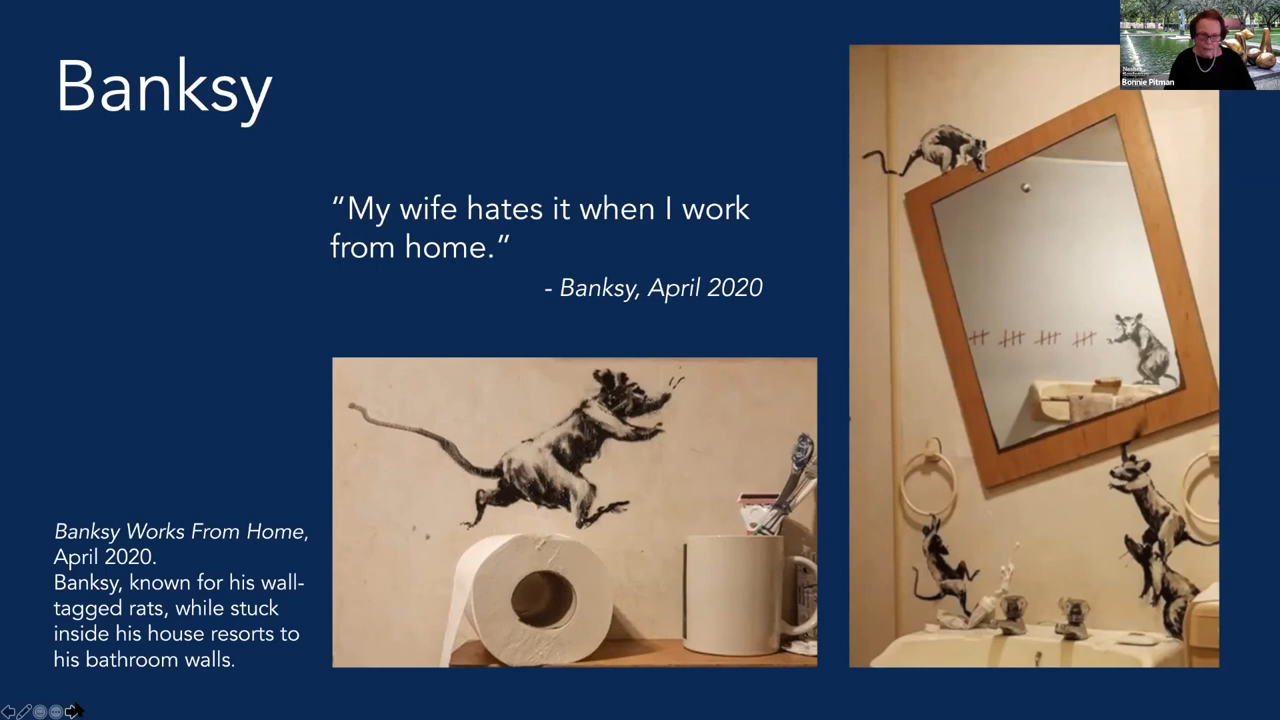 Banksy
“My wife hates it when I work
from home.”
- Banksy, April 2020
Banksy Works From Home,
April 2020.
Banksy, known for his wall-
tagged rats, while stuck
inside his house resorts to
his bathroom walls.
Bonnie Pitman